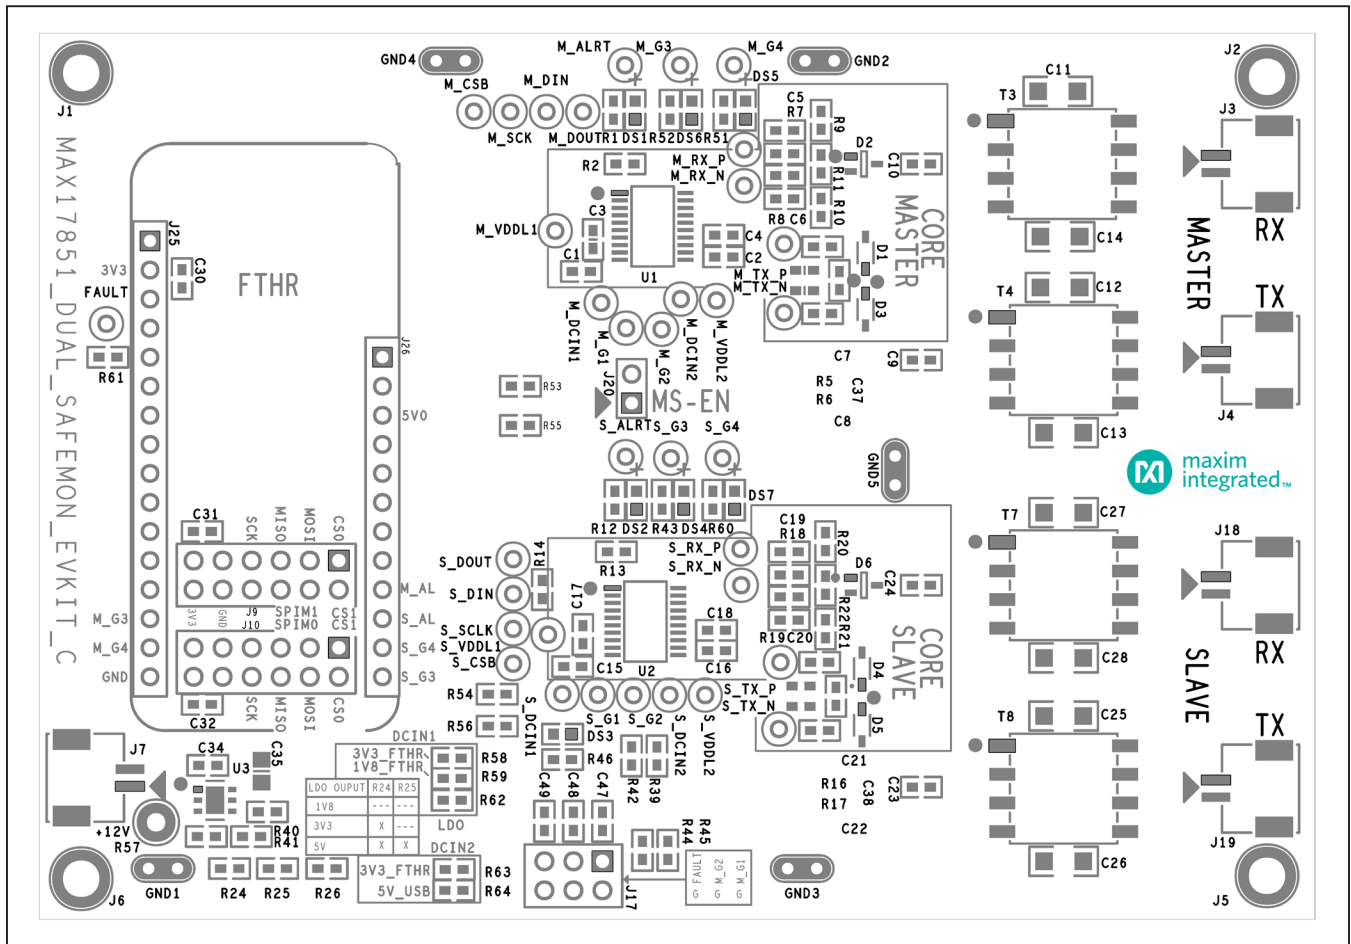 J1
GND4
M_ALRT
M_G3
M_G4
GND2
J2
M_CSB
M_DIN
DS5
C11
M_SCK
M_DOUT
R1
DS1
R52
DS6
R51
C5
R7
R9
D2
T3
J3
C10
R2
M_RX_P
M_RX_N
R11
R10
R8
C6
CORE
MASTER
MAX17851_DUAL_SAFEMON_EVKIT_C
J25
3V3
C30
FTHR
FAULT
R61
J26
5V0
M_VDDL1
C3
C1
U1
C4
C2
M_TX_P
M_TX_N
D1
D3
C14
RX
MASTER
C12
TX
T4
J4
C13
M_DCIN1
M_G1
M_G2
M_DCIN2
M_VDDL2
J20
MS-EN
C7
R5
R6
C37
C8
C9
R53
R55
S_ALRT
S_G3
S_G4
GND5
maxim
integrated™
R12
DS2
R43
DS4
R60
DS7
C27
T7
J18
C31
SCK
MISO
MOSI
CS0
S_DOUT
R14
R13
S_RX_P
S_RX_N
C19
R18
R20
D6
C24
S_DIN
C17
S_SCLK
S_VDDL1
S_CSB
C18
C16
C15
U2
R22
R21
R19
C20
CORE
SLAVE
M_AL
S_AL
S_G4
S_G3
M_G3
M_G4
GND
3V3
GND
J9
J10
SPIM1
SPIM0
CS1
CS1
C32
SCK
MISO
MOSI
CS0
C28
RX
SLAVE
C25
TX
T8
J19
C26
R54
R56
S_DCIN1
S_G1
S_G2
S_DCIN2
S_VDDL2
S_TX_P
S_TX_N
D4
D5
C21
R16
R17
C38
C22
C23
J7
C34
U3
C35
+12V
R57
R40
R41
GND1
R24
R25
R26
J6
DCIN1
3V3_FTHR
1V8_FTHR
R58
R59
R62
LDO
LDO OUPUT R24 R25
1V8 --- ---
3V3 X ---
5V X X
DCIN2
3V3_FTHR
5V_USB
R63
R64
DS3
R46
R42
R39
C49
C48
C47
R44
R45
J17
G FAULT
G M_G2
G M_G1
GND3
J5